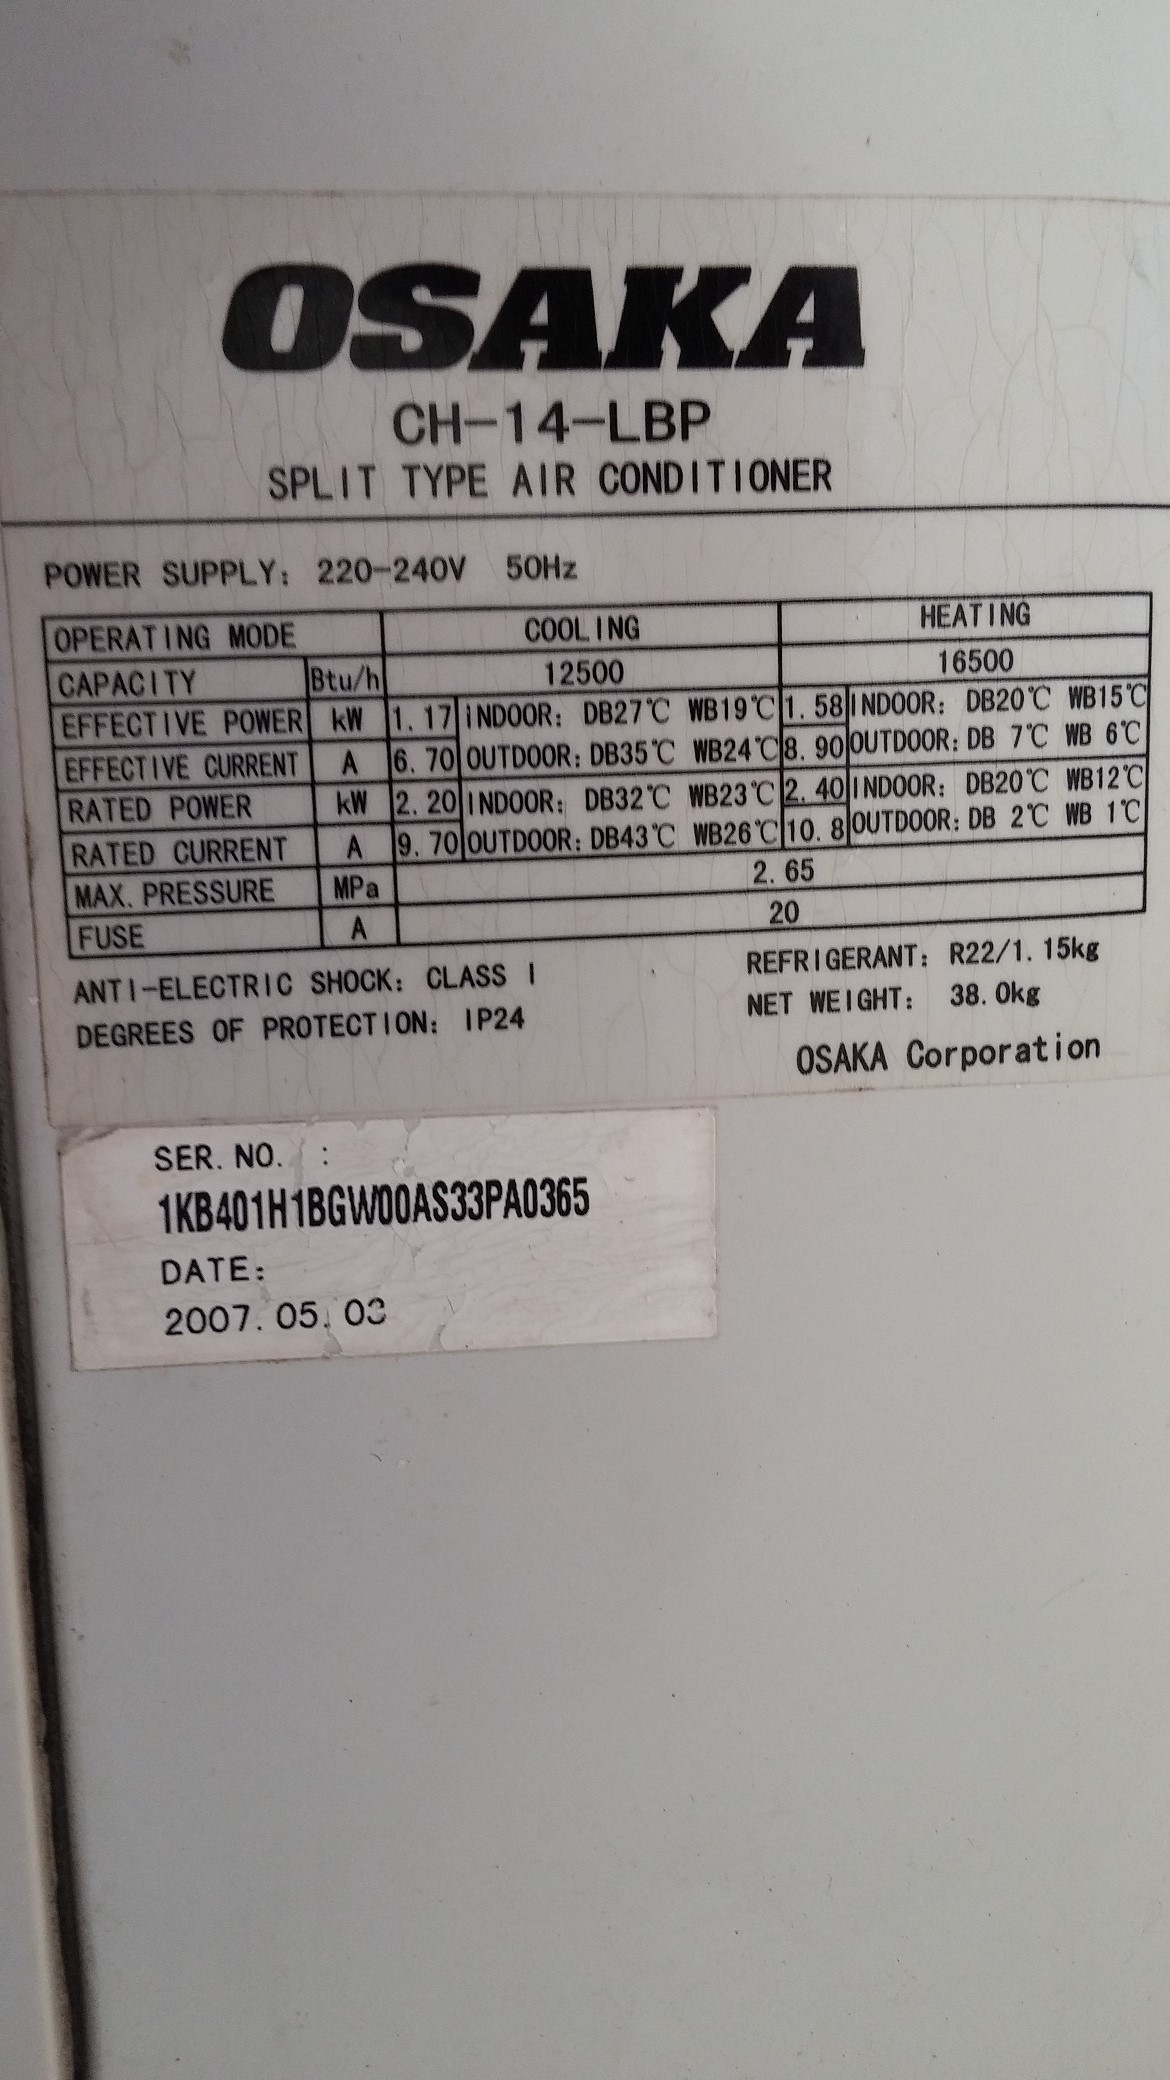 OSAKA
CH-14-LBP
SPLIT TYPE AIR CONDITIONER
POWER SUPPLY: 220-240V 50Hz
OPERATING MODE COOLING HEATING
CAPACITY Btu/h 12500 16500
EFFECTIVE POWER kW 1.17 INDOOR: DB27℃ WB19℃ 1.58 INDOOR: DB20℃ WB15℃
EFFECTIVE CURRENT A 6.70 OUTDOOR: DB35℃ WB24℃ 8.90 OUTDOOR: DB 7℃ WB 6℃
RATED POWER kW 2.20 INDOOR: DB32℃ WB23℃ 2.40 INDOOR: DB20℃ WB12℃
RATED CURRENT A 9.70 OUTDOOR: DB43℃ WB26℃ 10.8 OUTDOOR: DB 2℃ WB 1℃
MAX. PRESSURE MPa 2.65
FUSE A 20
ANTI-ELECTRIC SHOCK: CLASS I REFRIGERANT: R22/1.15kg
DEGREES OF PROTECTION: IP24 NET WEIGHT: 38.0kg
OSAKA Corporation
SER. NO. :
1KB401H1BGW00AS33PA0365
DATE:
2007.05.03